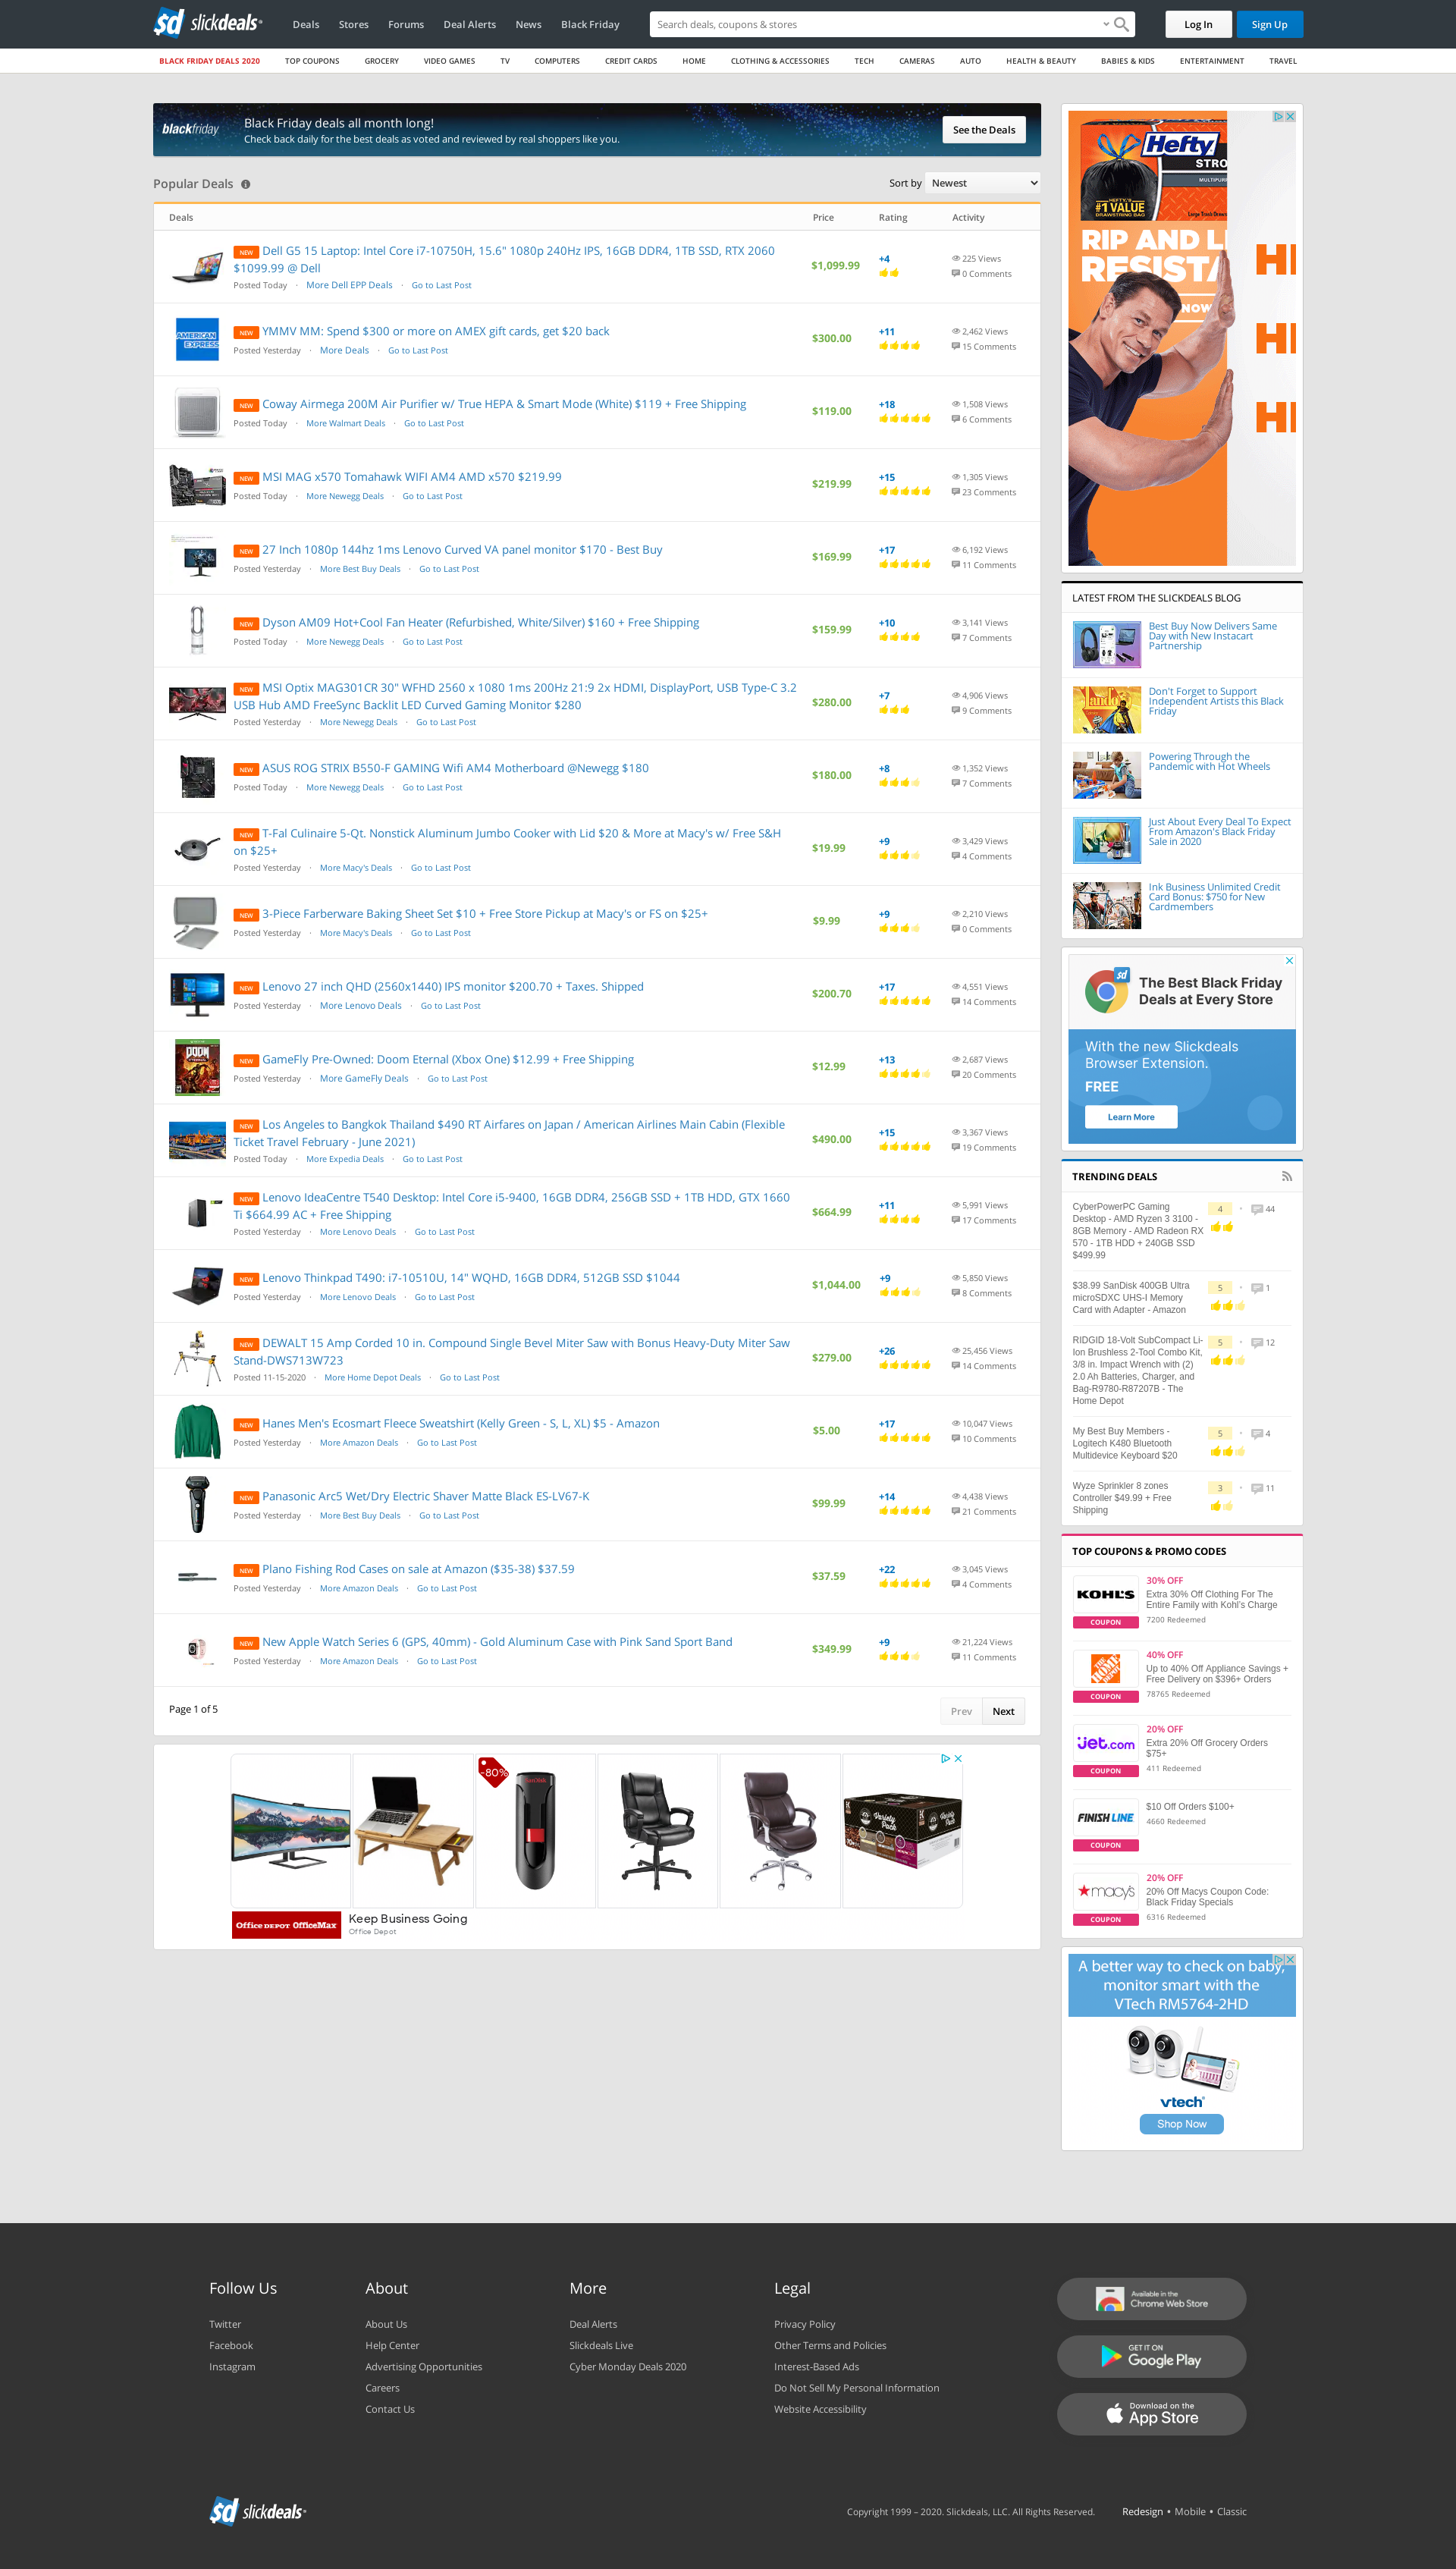 sd slickdeals
Deals Stores Forums Deal Alerts News Black Friday
Search deals, coupons & stores
Log In
Sign Up
BLACK FRIDAY DEALS 2020 TOP COUPONS GROCERY VIDEO GAMES TV COMPUTERS CREDIT CARDS HOME CLOTHING & ACCESSORIES TECH CAMERAS AUTO HEALTH & BEAUTY BABIES & KIDS ENTERTAINMENT TRAVEL
blackfriday
Black Friday deals all month long!
Check back daily for the best deals as voted and reviewed by real shoppers like you.
See the Deals
Popular Deals
Sort by Newest
Deals Price Rating Activity
NEW Dell G5 15 Laptop: Intel Core i7-10750H, 15.6" 1080p 240Hz IPS, 16GB DDR4, 1TB SSD, RTX 2060
$1099.99 @ Dell
Posted Today · More Dell EPP Deals · Go to Last Post
$1,099.99
+4
225 Views
0 Comments
AMERICAN EXPRESS
NEW YMMV MM: Spend $300 or more on AMEX gift cards, get $20 back
Posted Yesterday · More Deals · Go to Last Post
$300.00
+11
2,462 Views
15 Comments
NEW Coway Airmega 200M Air Purifier w/ True HEPA & Smart Mode (White) $119 + Free Shipping
Posted Today · More Walmart Deals · Go to Last Post
$119.00
+18
1,508 Views
6 Comments
NEW MSI MAG x570 Tomahawk WIFI AM4 AMD x570 $219.99
Posted Today · More Newegg Deals · Go to Last Post
$219.99
+15
1,305 Views
23 Comments
NEW 27 Inch 1080p 144hz 1ms Lenovo Curved VA panel monitor $170 - Best Buy
Posted Yesterday · More Best Buy Deals · Go to Last Post
$169.99
+17
6,192 Views
11 Comments
NEW Dyson AM09 Hot+Cool Fan Heater (Refurbished, White/Silver) $160 + Free Shipping
Posted Today · More Newegg Deals · Go to Last Post
$159.99
+10
3,141 Views
7 Comments
NEW MSI Optix MAG301CR 30" WFHD 2560 x 1080 1ms 200Hz 21:9 2x HDMI, DisplayPort, USB Type-C 3.2
USB Hub AMD FreeSync Backlit LED Curved Gaming Monitor $280
Posted Yesterday · More Newegg Deals · Go to Last Post
$280.00
+7
4,906 Views
9 Comments
NEW ASUS ROG STRIX B550-F GAMING Wifi AM4 Motherboard @Newegg $180
Posted Today · More Newegg Deals · Go to Last Post
$180.00
+8
1,352 Views
7 Comments
NEW T-Fal Culinaire 5-Qt. Nonstick Aluminum Jumbo Cooker with Lid $20 & More at Macy's w/ Free S&H
on $25+
Posted Yesterday · More Macy's Deals · Go to Last Post
$19.99
+9
3,429 Views
4 Comments
NEW 3-Piece Farberware Baking Sheet Set $10 + Free Store Pickup at Macy's or FS on $25+
Posted Yesterday · More Macy's Deals · Go to Last Post
$9.99
+9
2,210 Views
0 Comments
NEW Lenovo 27 inch QHD (2560x1440) IPS monitor $200.70 + Taxes. Shipped
Posted Yesterday · More Lenovo Deals · Go to Last Post
$200.70
+17
4,551 Views
14 Comments
DOOM
NEW GameFly Pre-Owned: Doom Eternal (Xbox One) $12.99 + Free Shipping
Posted Yesterday · More GameFly Deals · Go to Last Post
$12.99
+13
2,687 Views
20 Comments
NEW Los Angeles to Bangkok Thailand $490 RT Airfares on Japan / American Airlines Main Cabin (Flexible
Ticket Travel February - June 2021)
Posted Today · More Expedia Deals · Go to Last Post
$490.00
+15
3,367 Views
19 Comments
NEW Lenovo IdeaCentre T540 Desktop: Intel Core i5-9400, 16GB DDR4, 256GB SSD + 1TB HDD, GTX 1660
Ti $664.99 AC + Free Shipping
Posted Yesterday · More Lenovo Deals · Go to Last Post
$664.99
+11
5,991 Views
17 Comments
NEW Lenovo Thinkpad T490: i7-10510U, 14" WQHD, 16GB DDR4, 512GB SSD $1044
Posted Yesterday · More Lenovo Deals · Go to Last Post
$1,044.00
+9
5,850 Views
8 Comments
NEW DEWALT 15 Amp Corded 10 in. Compound Single Bevel Miter Saw with Bonus Heavy-Duty Miter Saw
Stand-DWS713W723
Posted 11-15-2020 · More Home Depot Deals · Go to Last Post
$279.00
+26
25,456 Views
14 Comments
NEW Hanes Men's Ecosmart Fleece Sweatshirt (Kelly Green - S, L, XL) $5 - Amazon
Posted Yesterday · More Amazon Deals · Go to Last Post
$5.00
+17
10,047 Views
10 Comments
NEW Panasonic Arc5 Wet/Dry Electric Shaver Matte Black ES-LV67-K
Posted Yesterday · More Best Buy Deals · Go to Last Post
$99.99
+14
4,438 Views
21 Comments
NEW Plano Fishing Rod Cases on sale at Amazon ($35-38) $37.59
Posted Yesterday · More Amazon Deals · Go to Last Post
$37.59
+22
3,045 Views
4 Comments
NEW New Apple Watch Series 6 (GPS, 40mm) - Gold Aluminum Case with Pink Sand Sport Band
Posted Yesterday · More Amazon Deals · Go to Last Post
$349.99
+9
21,224 Views
11 Comments
Page 1 of 5
Prev Next
-80%
SanDisk
Variety Pack
Office DEPOT OfficeMax
Keep Business Going
Office Depot
Hefty
STRO
MULTIPUR
HEFTY'S
#1 VALUE
DRAWSTRING BAG
Large Trash Draws
RIP AND L
RESISTA
NOW
HE
HE
HE
LATEST FROM THE SLICKDEALS BLOG
Best Buy Now Delivers Same
Day with New Instacart
Partnership
Lando
Don't Forget to Support
Independent Artists this Black
Friday
Powering Through the
Pandemic with Hot Wheels
Just About Every Deal To Expect
From Amazon's Black Friday
Sale in 2020
Ink Business Unlimited Credit
Card Bonus: $750 for New
Cardmembers
sd
The Best Black Friday
Deals at Every Store
With the new Slickdeals
Browser Extension.
FREE
Learn More
TRENDING DEALS
CyberPowerPC Gaming
Desktop - AMD Ryzen 3 3100 -
8GB Memory - AMD Radeon RX
570 - 1TB HDD + 240GB SSD
$499.99
4 • 44
$38.99 SanDisk 400GB Ultra
microSDXC UHS-I Memory
Card with Adapter - Amazon
5 • 1
RIDGID 18-Volt SubCompact Li-
Ion Brushless 2-Tool Combo Kit,
3/8 in. Impact Wrench with (2)
2.0 Ah Batteries, Charger, and
Bag-R9780-R87207B - The
Home Depot
5 • 12
My Best Buy Members -
Logitech K480 Bluetooth
Multidevice Keyboard $20
5 • 4
Wyze Sprinkler 8 zones
Controller $49.99 + Free
Shipping
3 • 11
TOP COUPONS & PROMO CODES
KOHL'S
COUPON
30% OFF
Extra 30% Off Clothing For The
Entire Family with Kohl's Charge
7200 Redeemed
THE HOME DEPOT
COUPON
40% OFF
Up to 40% Off Appliance Savings +
Free Delivery on $396+ Orders
78765 Redeemed
jet.com
COUPON
20% OFF
Extra 20% Off Grocery Orders
$75+
411 Redeemed
FINISH LINE
COUPON
$10 Off Orders $100+
4660 Redeemed
macy's
COUPON
20% OFF
20% Off Macys Coupon Code:
Black Friday Specials
6316 Redeemed
A better way to check on baby,
monitor smart with the
VTech RM5764-2HD
vtech
Shop Now
Follow Us
Twitter
Facebook
Instagram
About
About Us
Help Center
Advertising Opportunities
Careers
Contact Us
More
Deal Alerts
Slickdeals Live
Cyber Monday Deals 2020
Legal
Privacy Policy
Other Terms and Policies
Interest-Based Ads
Do Not Sell My Personal Information
Website Accessibility
Available in the
Chrome Web Store
GET IT ON
Google Play
Download on the
App Store
sd slickdeals
Copyright 1999 – 2020. Slickdeals, LLC. All Rights Reserved.
Redesign • Mobile • Classic